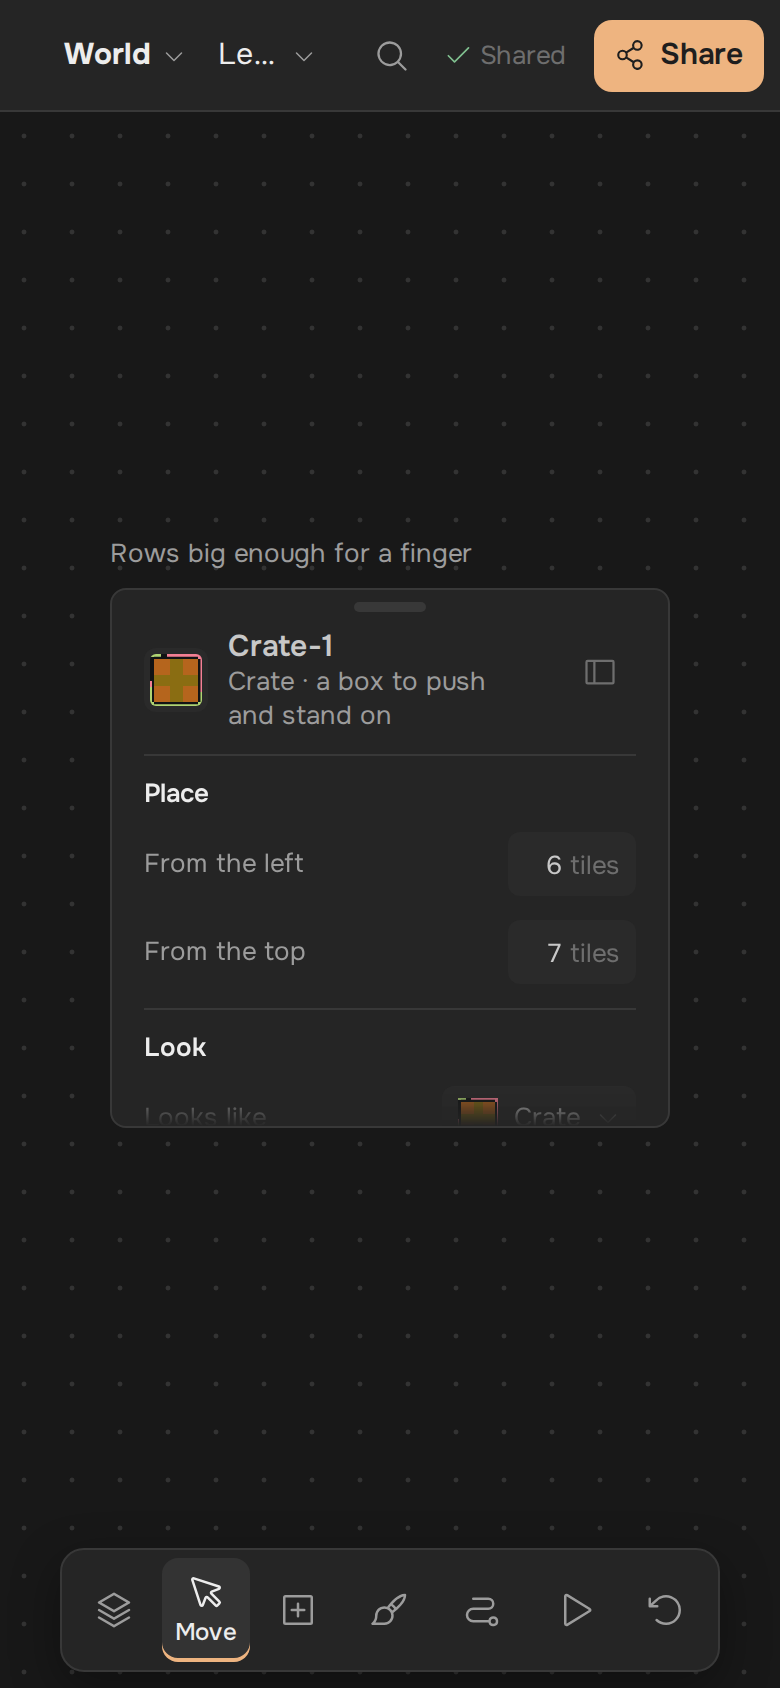 World
Le...
Shared
Share
Rows big enough for a finger
Crate-1
Crate · a box to push
and stand on
Place
From the left
6 tiles
From the top
7 tiles
Look
Looks like
Crate
Move